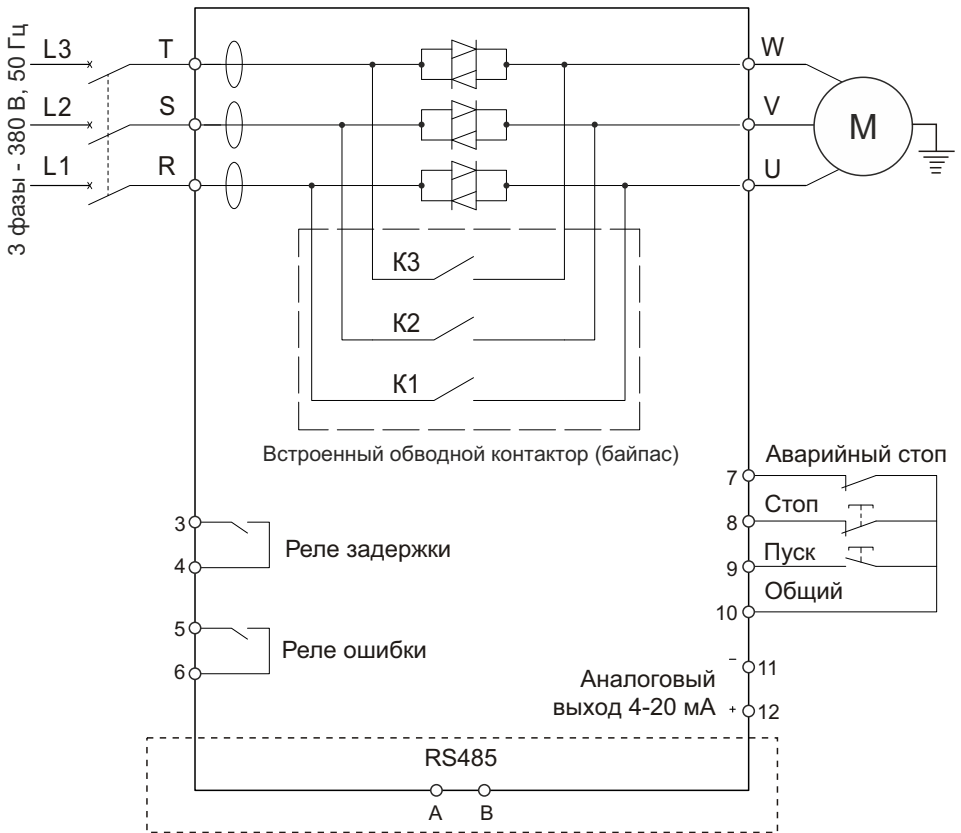 3 фазы - 380 В, 50 Гц
L3
T
W
L2
S
V
M
L1
R
U
К3
К2
К1
Встроенный обводной контактор (байпас)
Аварийный стоп
7
Стоп
8
Пуск
9
Общий
10
3
Реле задержки
4
5
Реле ошибки
6
- 11
Аналоговый
выход 4-20 мА + 12
RS485
A B